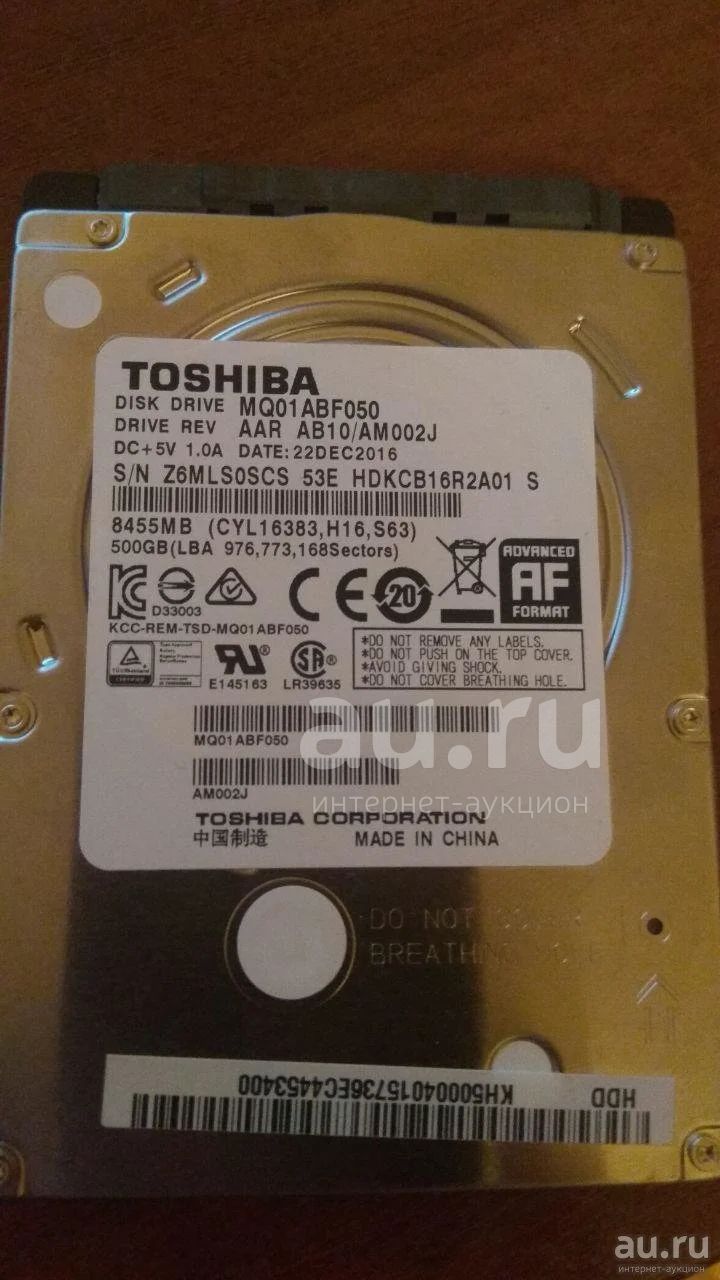 TOSHIBA
DISK DRIVE MQ01ABF050
DRIVE REV AAR AB10/AM002J
DC+5V 1.0A DATE:22DEC2016
S/N Z6MLS0SCS 53E HDKCB16R2A01 S
8455MB (CYL16383,H16,S63)
500GB(LBA 976,773,168Sectors)
D33003
KCC-REM-TSD-MQ01ABF050
CE
20
ADVANCED
AF
FORMAT
E145163
LR39635
*DO NOT REMOVE ANY LABELS.
*DO NOT PUSH ON THE TOP COVER.
*AVOID GIVING SHOCK.
*DO NOT COVER BREATHING HOLE.
MQ01ABF050
AM002J
TOSHIBA CORPORATION
中国制造 MADE IN CHINA
au.ru
интернет-аукцион
DO NOT
HDD KH50004015736EC4453400
au.ru
интернет-аукцион